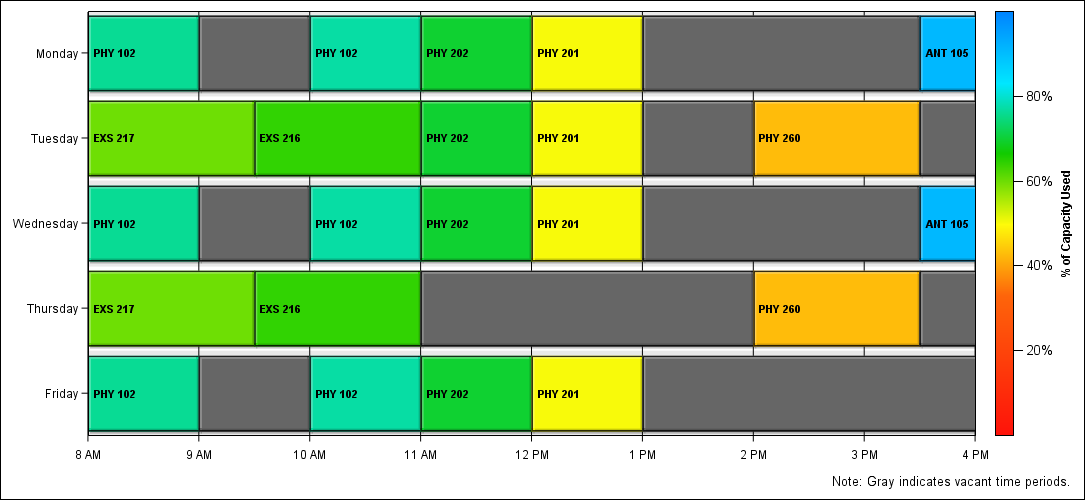 Monday
PHY 102
PHY 102
PHY 202
PHY 201
ANT 105
Tuesday
EXS 217
EXS 216
PHY 202
PHY 201
PHY 260
Wednesday
PHY 102
PHY 102
PHY 202
PHY 201
ANT 105
Thursday
EXS 217
EXS 216
PHY 260
Friday
PHY 102
PHY 102
PHY 202
PHY 201
8 AM
9 AM
10 AM
11 AM
12 PM
1 PM
2 PM
3 PM
4 PM
80%
60%
40%
20%
% of Capacity Used
Note: Gray indicates vacant time periods.